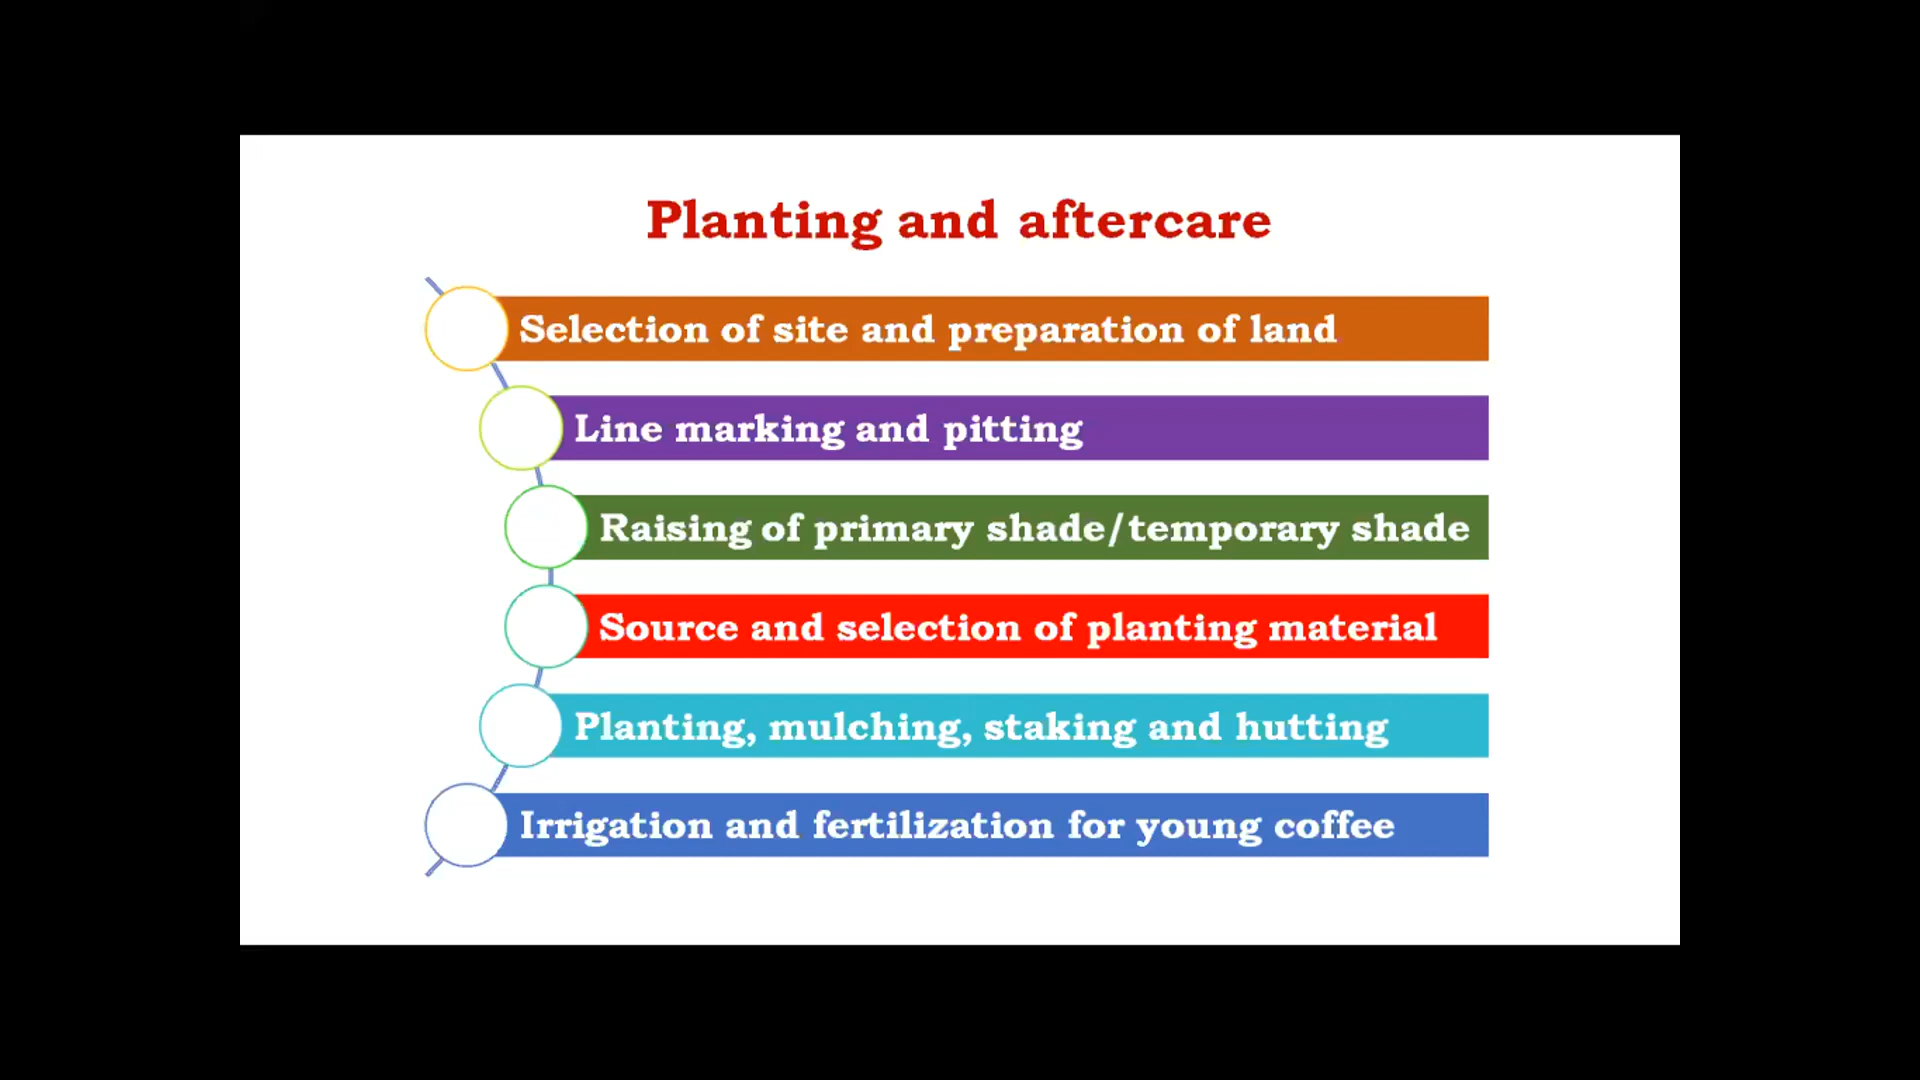 Planting and aftercare
Selection of site and preparation of land
Line marking and pitting
Raising of primary shade/temporary shade
Source and selection of planting material
Planting, mulching, staking and hutting
Irrigation and fertilization for young coffee